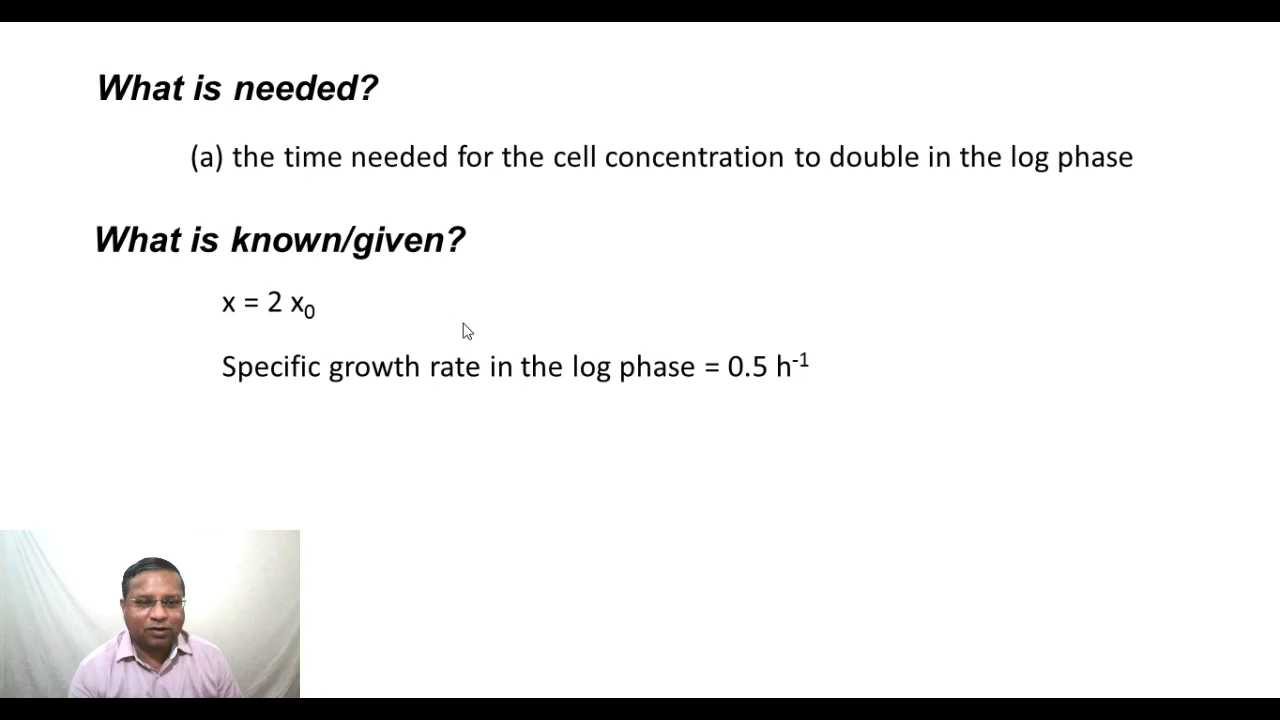 What is needed?
(a) the time needed for the cell concentration to double in the log phase
What is known/given?
x = 2 x₀
Specific growth rate in the log phase = 0.5 h⁻¹